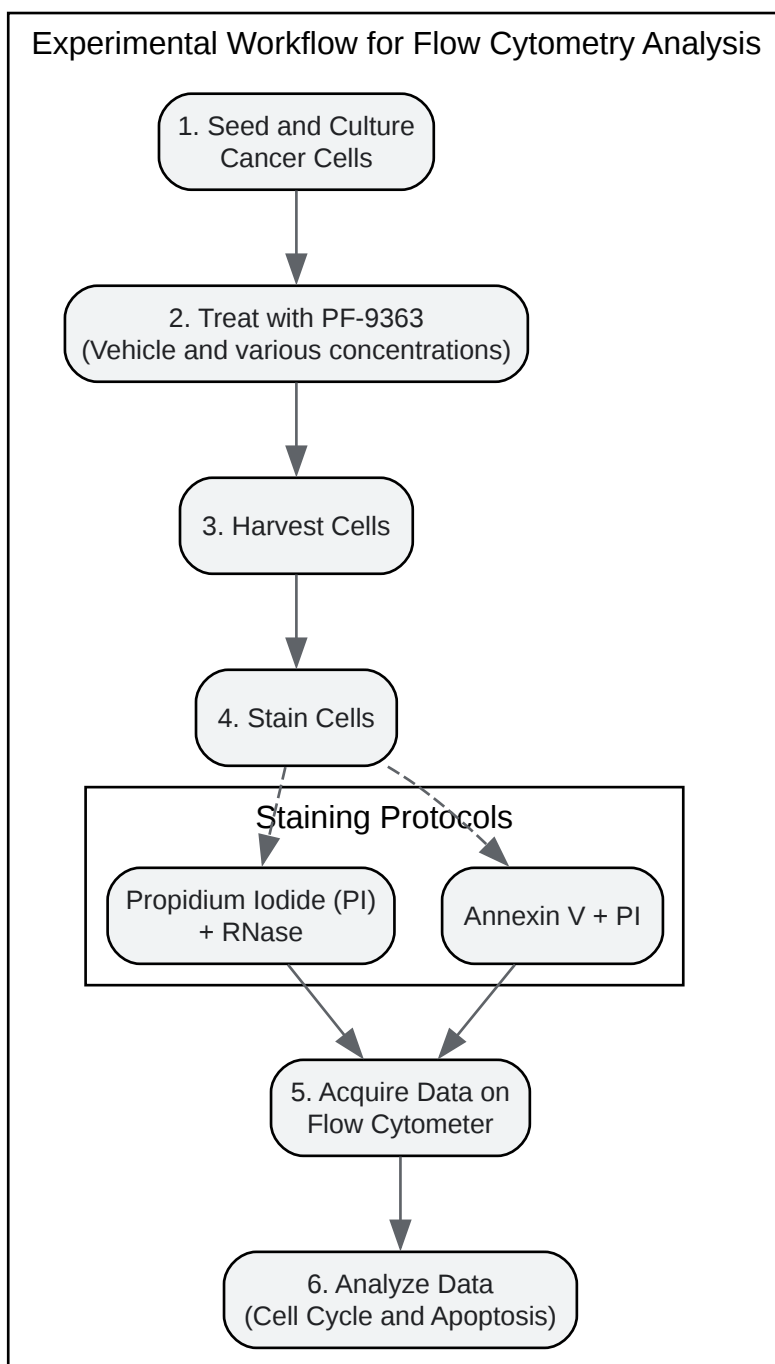 Experimental Workflow for Flow Cytometry Analysis
1. Seed and Culture
Cancer Cells
2. Treat with PF-9363
(Vehicle and various concentrations)
3. Harvest Cells
4. Stain Cells
Staining Protocols
Propidium Iodide (PI)
+ RNase
Annexin V + PI
5. Acquire Data on
Flow Cytometer
6. Analyze Data
(Cell Cycle and Apoptosis)